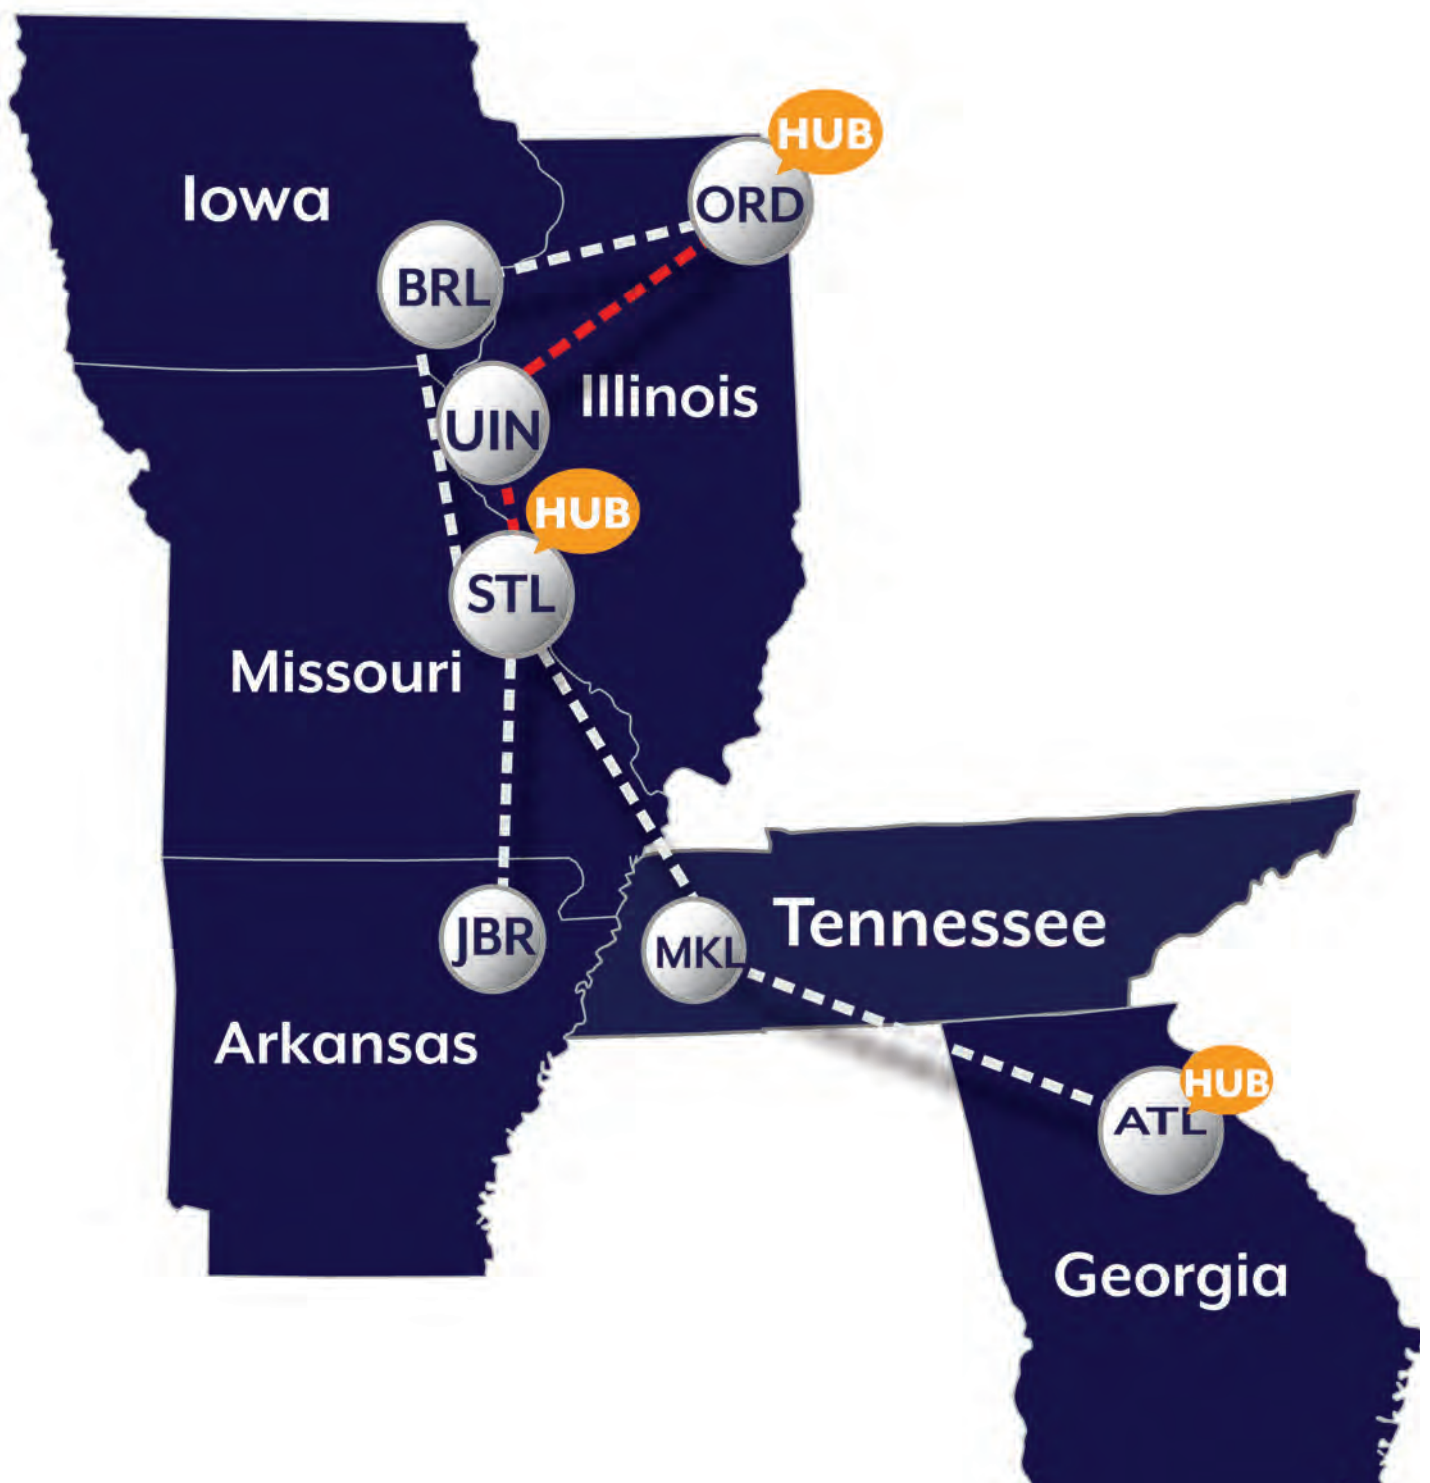 HUB
ORD
Iowa
BRL
Illinois
UIN
HUB
STL
Missouri
Tennessee
JBR
MKL
Arkansas
HUB
ATL
Georgia